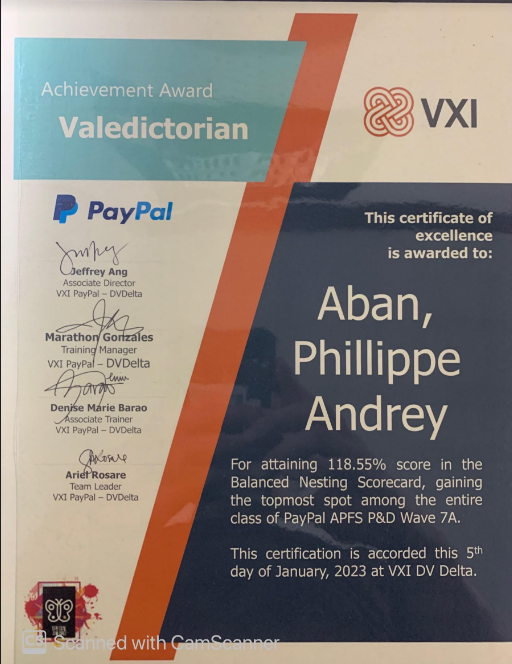 Achievement Award
Valedictorian
VXI
PayPal
Jeffrey Ang
Associate Director
VXI PayPal – DVDelta
Marathon Gonzales
Training Manager
VXI PayPal – DVDelta
Denise Marie Barao
Associate Trainer
VXI PayPal – DVDelta
Ariel Rosare
Team Leader
VXI PayPal – DVDelta
This certificate of
excellence
is awarded to:
Aban,
Phillippe
Andrey
For attaining 118.55% score in the
Balanced Nesting Scorecard, gaining
the topmost spot among the entire
class of PayPal APFS P&D Wave 7A.
This certification is accorded this 5th
day of January, 2023 at VXI DV Delta.
CS Scanned with CamScanner